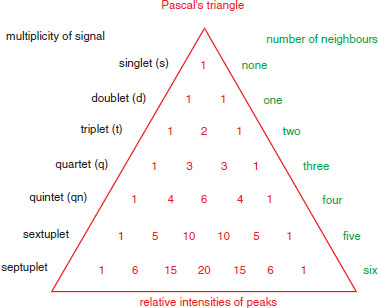 Pascal's triangle
multiplicity of signal
number of neighbours
singlet (s) 1 none
doublet (d) 1 1 one
triplet (t) 1 2 1 two
quartet (q) 1 3 3 1 three
quintet (qn) 1 4 6 4 1 four
sextuplet 1 5 10 10 5 1 five
septuplet 1 6 15 20 15 6 1 six
relative intensities of peaks